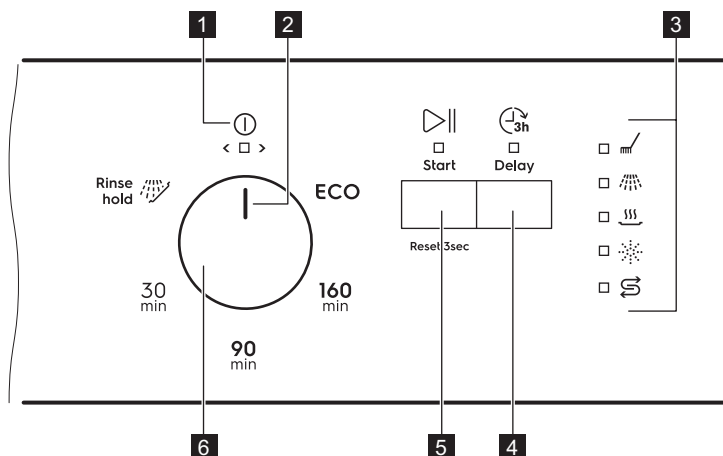 1
2
3
3h
Start
Delay
Rinse
hold
ECO
Reset 3sec
30
min
160
min
90
min
6
5
4